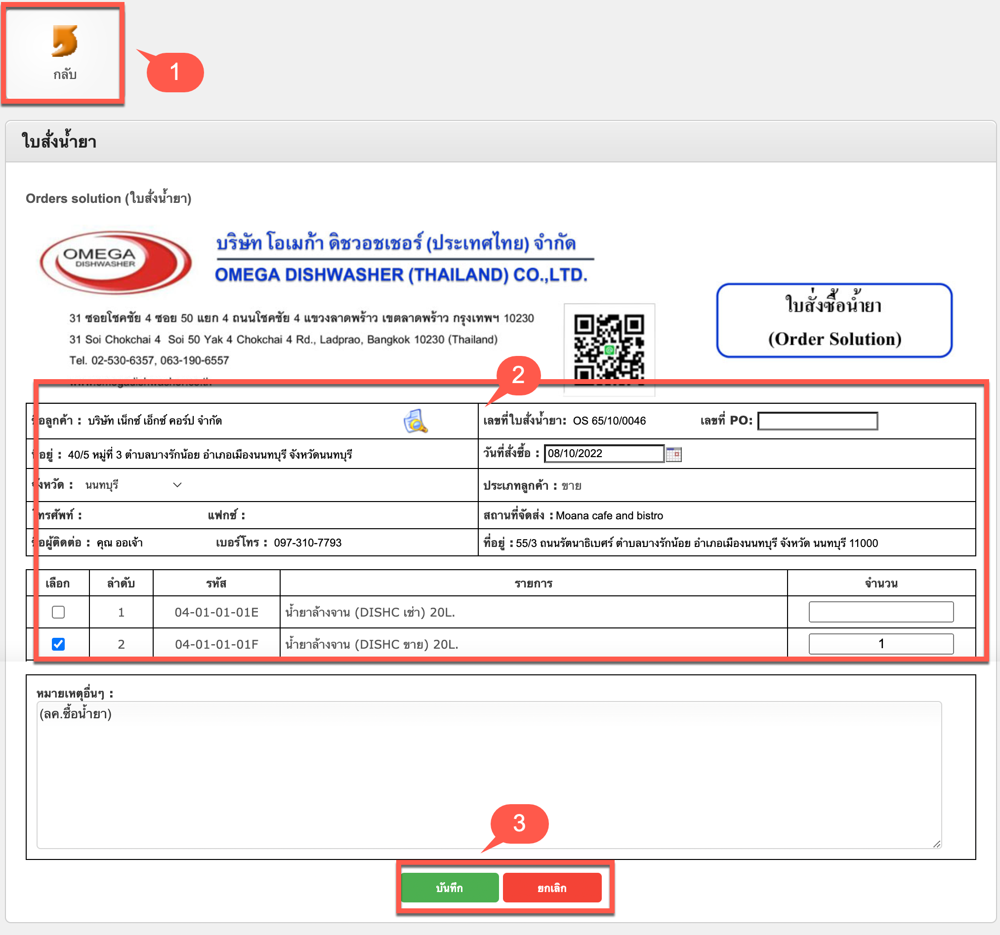 กลับ
1
ใบสั่งน้ำยา
Orders solution (ใบสั่งน้ำยา)
OMEGA
DISHWASHER
บริษัท โอเมก้า ดิชวอชเชอร์ (ประเทศไทย) จำกัด
OMEGA DISHWASHER (THAILAND) CO.,LTD.
ใบสั่งซื้อน้ำยา
(Order Solution)
31 ซอยโชคชัย 4 ซอย 50 แยก 4 ถนนโชคชัย 4 แขวงลาดพร้าว เขตลาดพร้าว กรุงเทพฯ 10230
31 Soi Chokchai 4 Soi 50 Yak 4 Chokchai 4 Rd., Ladprao, Bangkok 10230 (Thailand)
Tel. 02-530-6357, 063-190-6557
2
ชื่อลูกค้า : บริษัท เน็กซ์ เอ็กซ์ คอร์ป จำกัด เลขที่ใบสั่งน้ำยา: OS 65/10/0046 เลขที่ PO:
ที่อยู่ : 40/5 หมู่ที่ 3 ตำบลบางรักน้อย อำเภอเมืองนนทบุรี จังหวัดนนทบุรี วันที่สั่งซื้อ : 08/10/2022
จังหวัด : นนทบุรี ประเภทลูกค้า : ขาย
โทรศัพท์ : แฟกซ์ : สถานที่จัดส่ง : Moana cafe and bistro
ชื่อผู้ติดต่อ : คุณ ออเจ้า เบอร์โทร : 097-310-7793 ที่อยู่ : 55/3 ถนนรัตนาธิเบศร์ ตำบลบางรักน้อย อำเภอเมืองนนทบุรี จังหวัด นนทบุรี 11000
เลือก ลำดับ รหัส รายการ จำนวน
1 04-01-01-01E น้ำยาล้างจาน (DISHC เช่า) 20L.
2 04-01-01-01F น้ำยาล้างจาน (DISHC ขาย) 20L. 1
หมายเหตุอื่นๆ :
(ลค.ซื้อน้ำยา)
3
บันทึก ยกเลิก